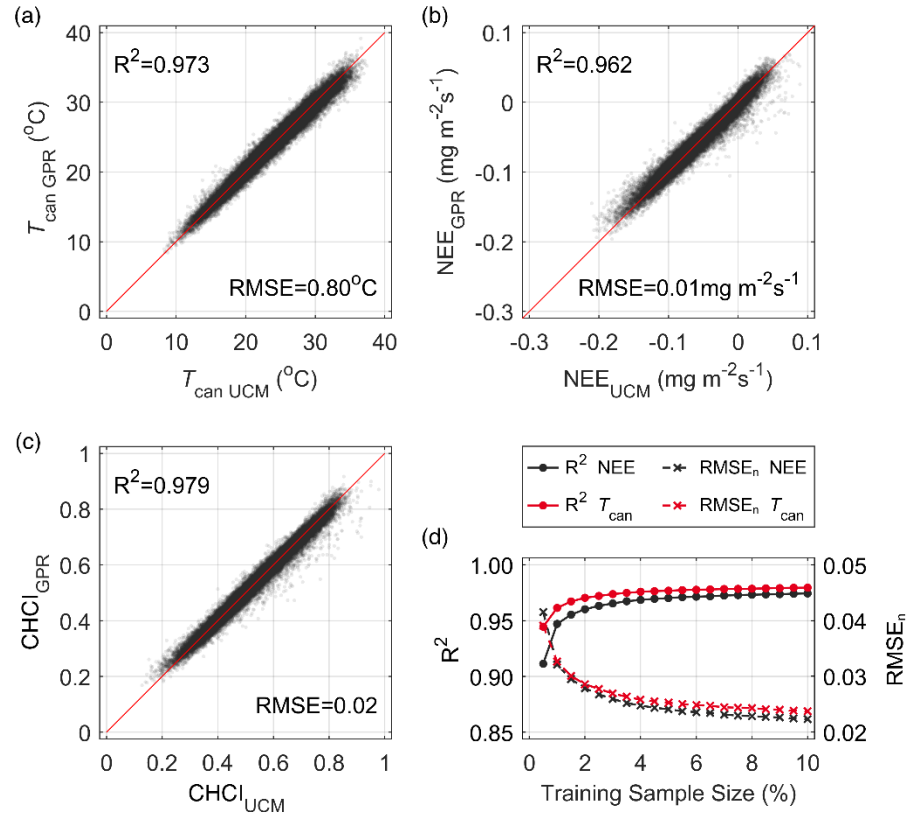 (a)
40
30
20
10
0
T_can GPR (°C)
R²=0.973
RMSE=0.80°C
0 10 20 30 40
T_can UCM (°C)
(b)
0.1
0
-0.1
-0.2
-0.3
NEE_GPR (mg m⁻²s⁻¹)
R²=0.962
RMSE=0.01mg m⁻²s⁻¹
-0.3 -0.2 -0.1 0 0.1
NEE_UCM (mg m⁻²s⁻¹)
(c)
1
0.8
0.6
0.4
0.2
0
CHCI_GPR
R²=0.979
RMSE=0.02
0 0.2 0.4 0.6 0.8 1
CHCI_UCM
R² NEE RMSEₙ NEE
R² T_can RMSEₙ T_can
(d)
1.00
0.95
0.90
0.85
R²
0.05
0.04
0.03
0.02
RMSEₙ
0 2 4 6 8 10
Training Sample Size (%)